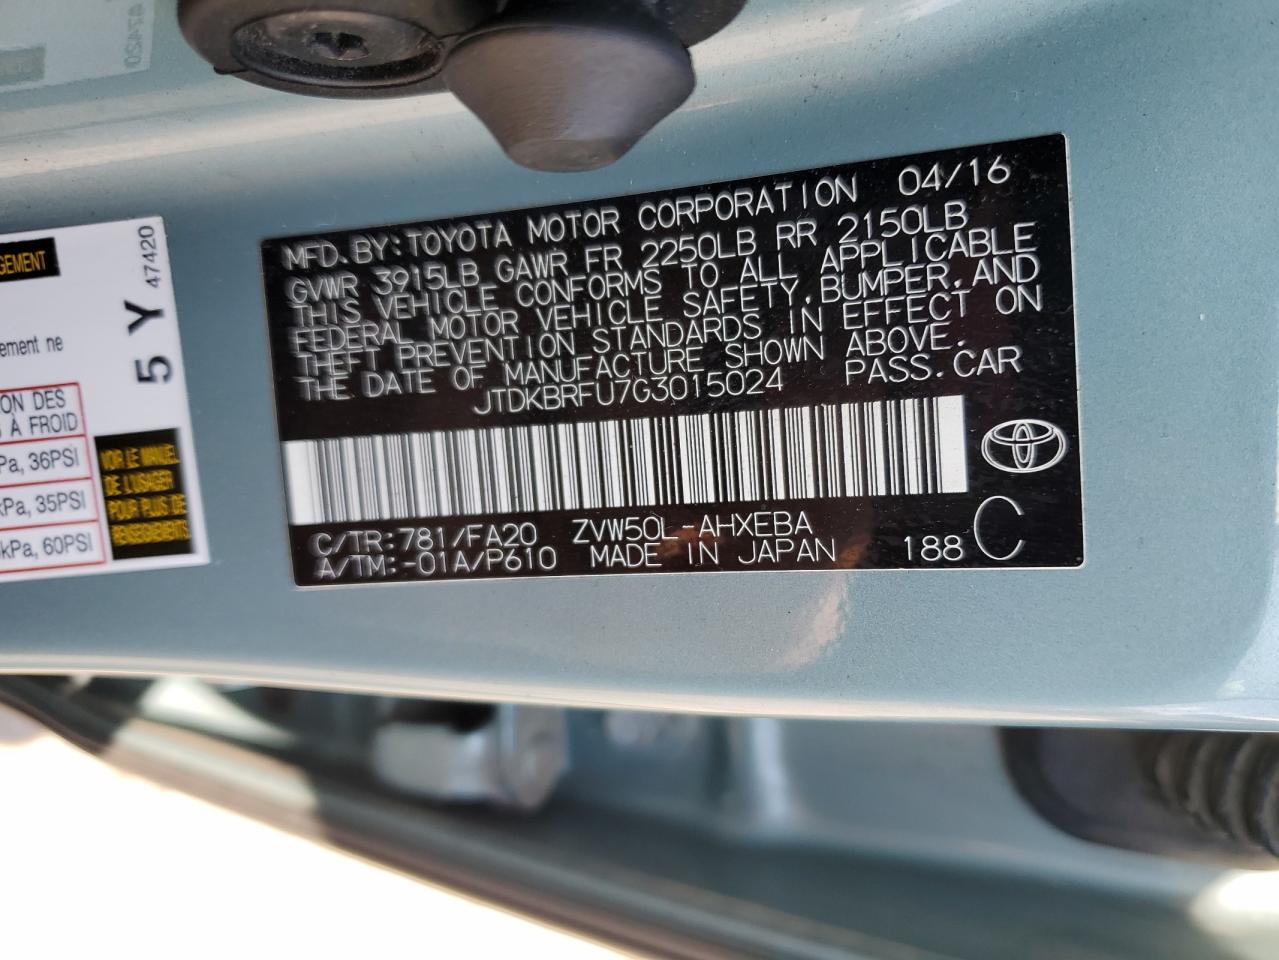 MFD.BY:TOYOTA MOTOR CORPORATION 04/16
GVWR 3915LB GAWR FR 2250LB RR 2150LB
THIS VEHICLE CONFORMS TO ALL APPLICABLE
FEDERAL MOTOR VEHICLE SAFETY,BUMPER,AND
THEFT PREVENTION STANDARDS IN EFFECT ON
THE DATE OF MANUFACTURE SHOWN ABOVE.
JTDKBRFU7G3015024 PASS.CAR
C/TR:781/FA20 ZVW50L-AHXEBA
A/TM:-01A/P610 MADE IN JAPAN 188 C
5 Y 47420
ement ne
ON DES
A FROID
Pa, 36PSI
kPa, 35PSI
kPa, 60PSI
VOIR LE MANUEL
DE L'USAGER
POUR PLUS DE
RENSEIGNEMENTS
47420